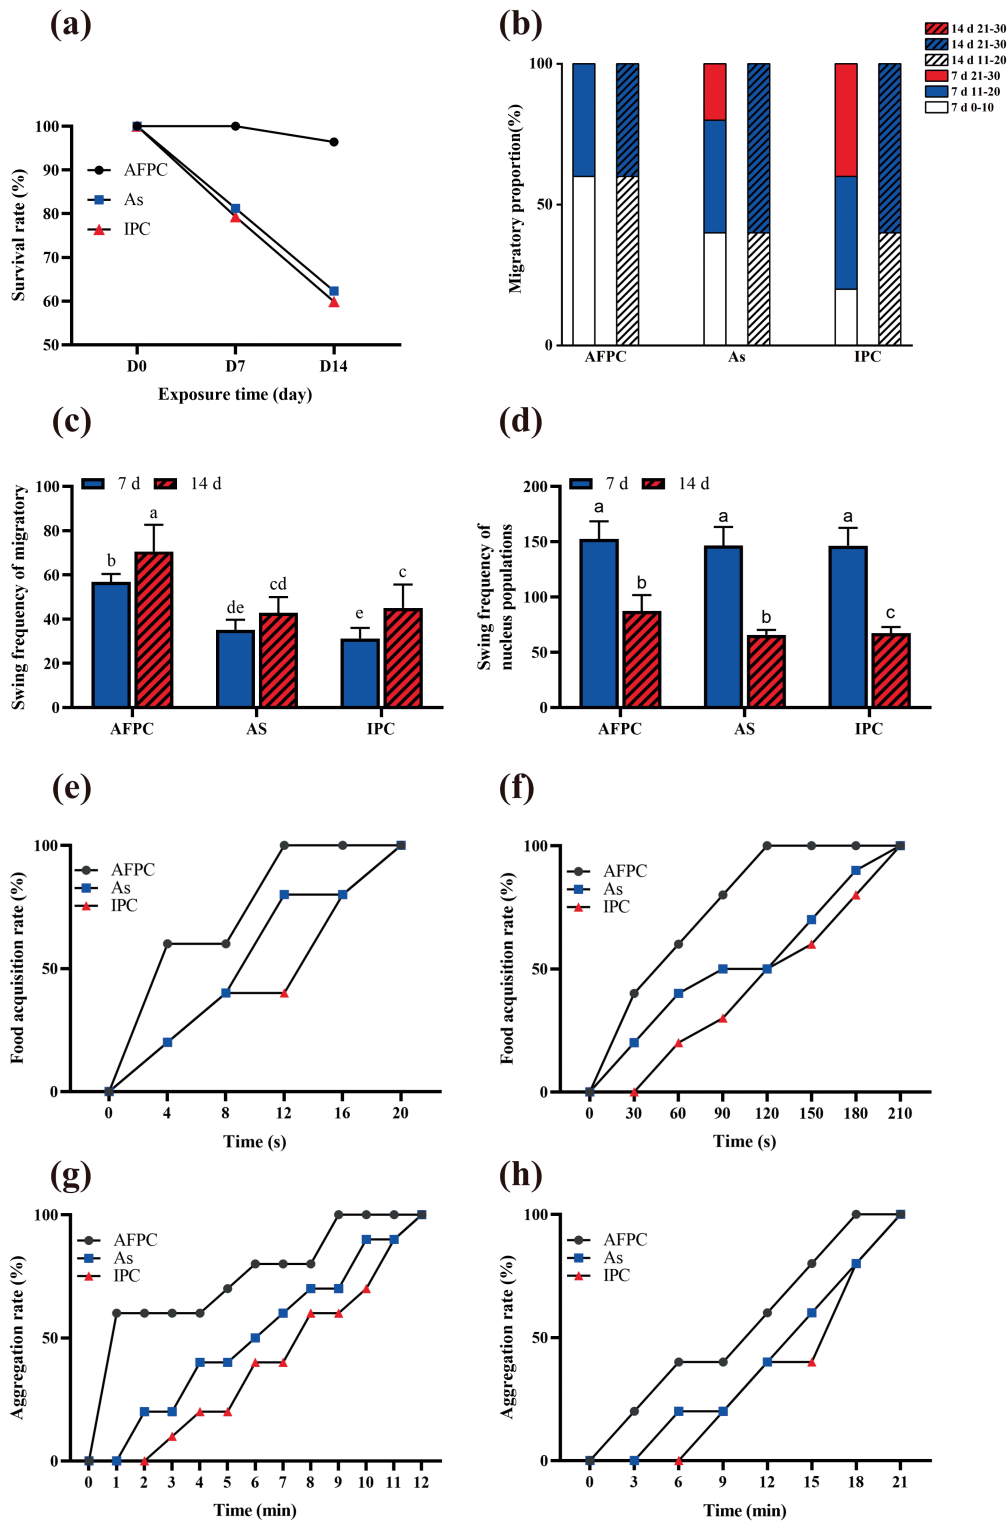 (a)
100
90
80
70
60
50
Survival rate (%)
AFPC
As
IPC
D0 D7 D14
Exposure time (day)
(b)
100
50
0
Migratory proportion(%)
AFPC As IPC
14 d 21-30
14 d 21-30
14 d 11-20
7 d 21-30
7 d 11-20
7 d 0-10
(c)
7 d 14 d
100
80
60
40
20
0
Swing frequency of migratory
b a de cd e c
AFPC AS IPC
(d)
7 d 14 d
200
150
100
50
0
Swing frequency of
nucleus populations
a b a b a c
AFPC AS IPC
(e)
100
50
0
Food acquisition rate (%)
AFPC
As
IPC
0 4 8 12 16 20
Time (s)
(f)
100
50
0
Food acquisition rate (%)
AFPC
As
IPC
0 30 60 90 120 150 180 210
Time (s)
(g)
100
50
0
Aggregation rate (%)
AFPC
As
IPC
0 1 2 3 4 5 6 7 8 9 10 11 12
Time (min)
(h)
100
50
0
Aggregation rate (%)
AFPC
As
IPC
0 3 6 9 12 15 18 21
Time (min)